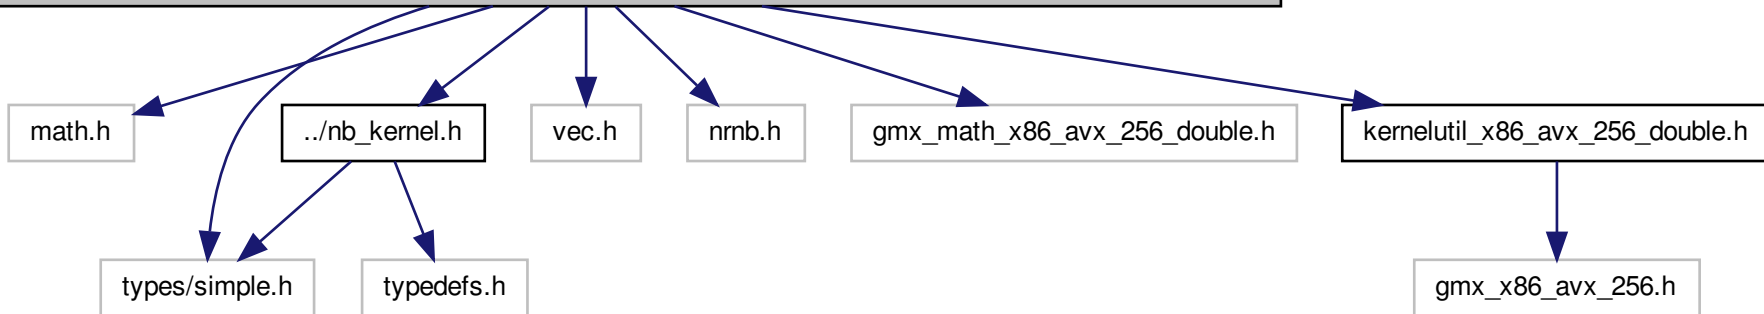 math.h
../nb_kernel.h
vec.h
nrnb.h
gmx_math_x86_avx_256_double.h
kernelutil_x86_avx_256_double.h
types/simple.h
typedefs.h
gmx_x86_avx_256.h